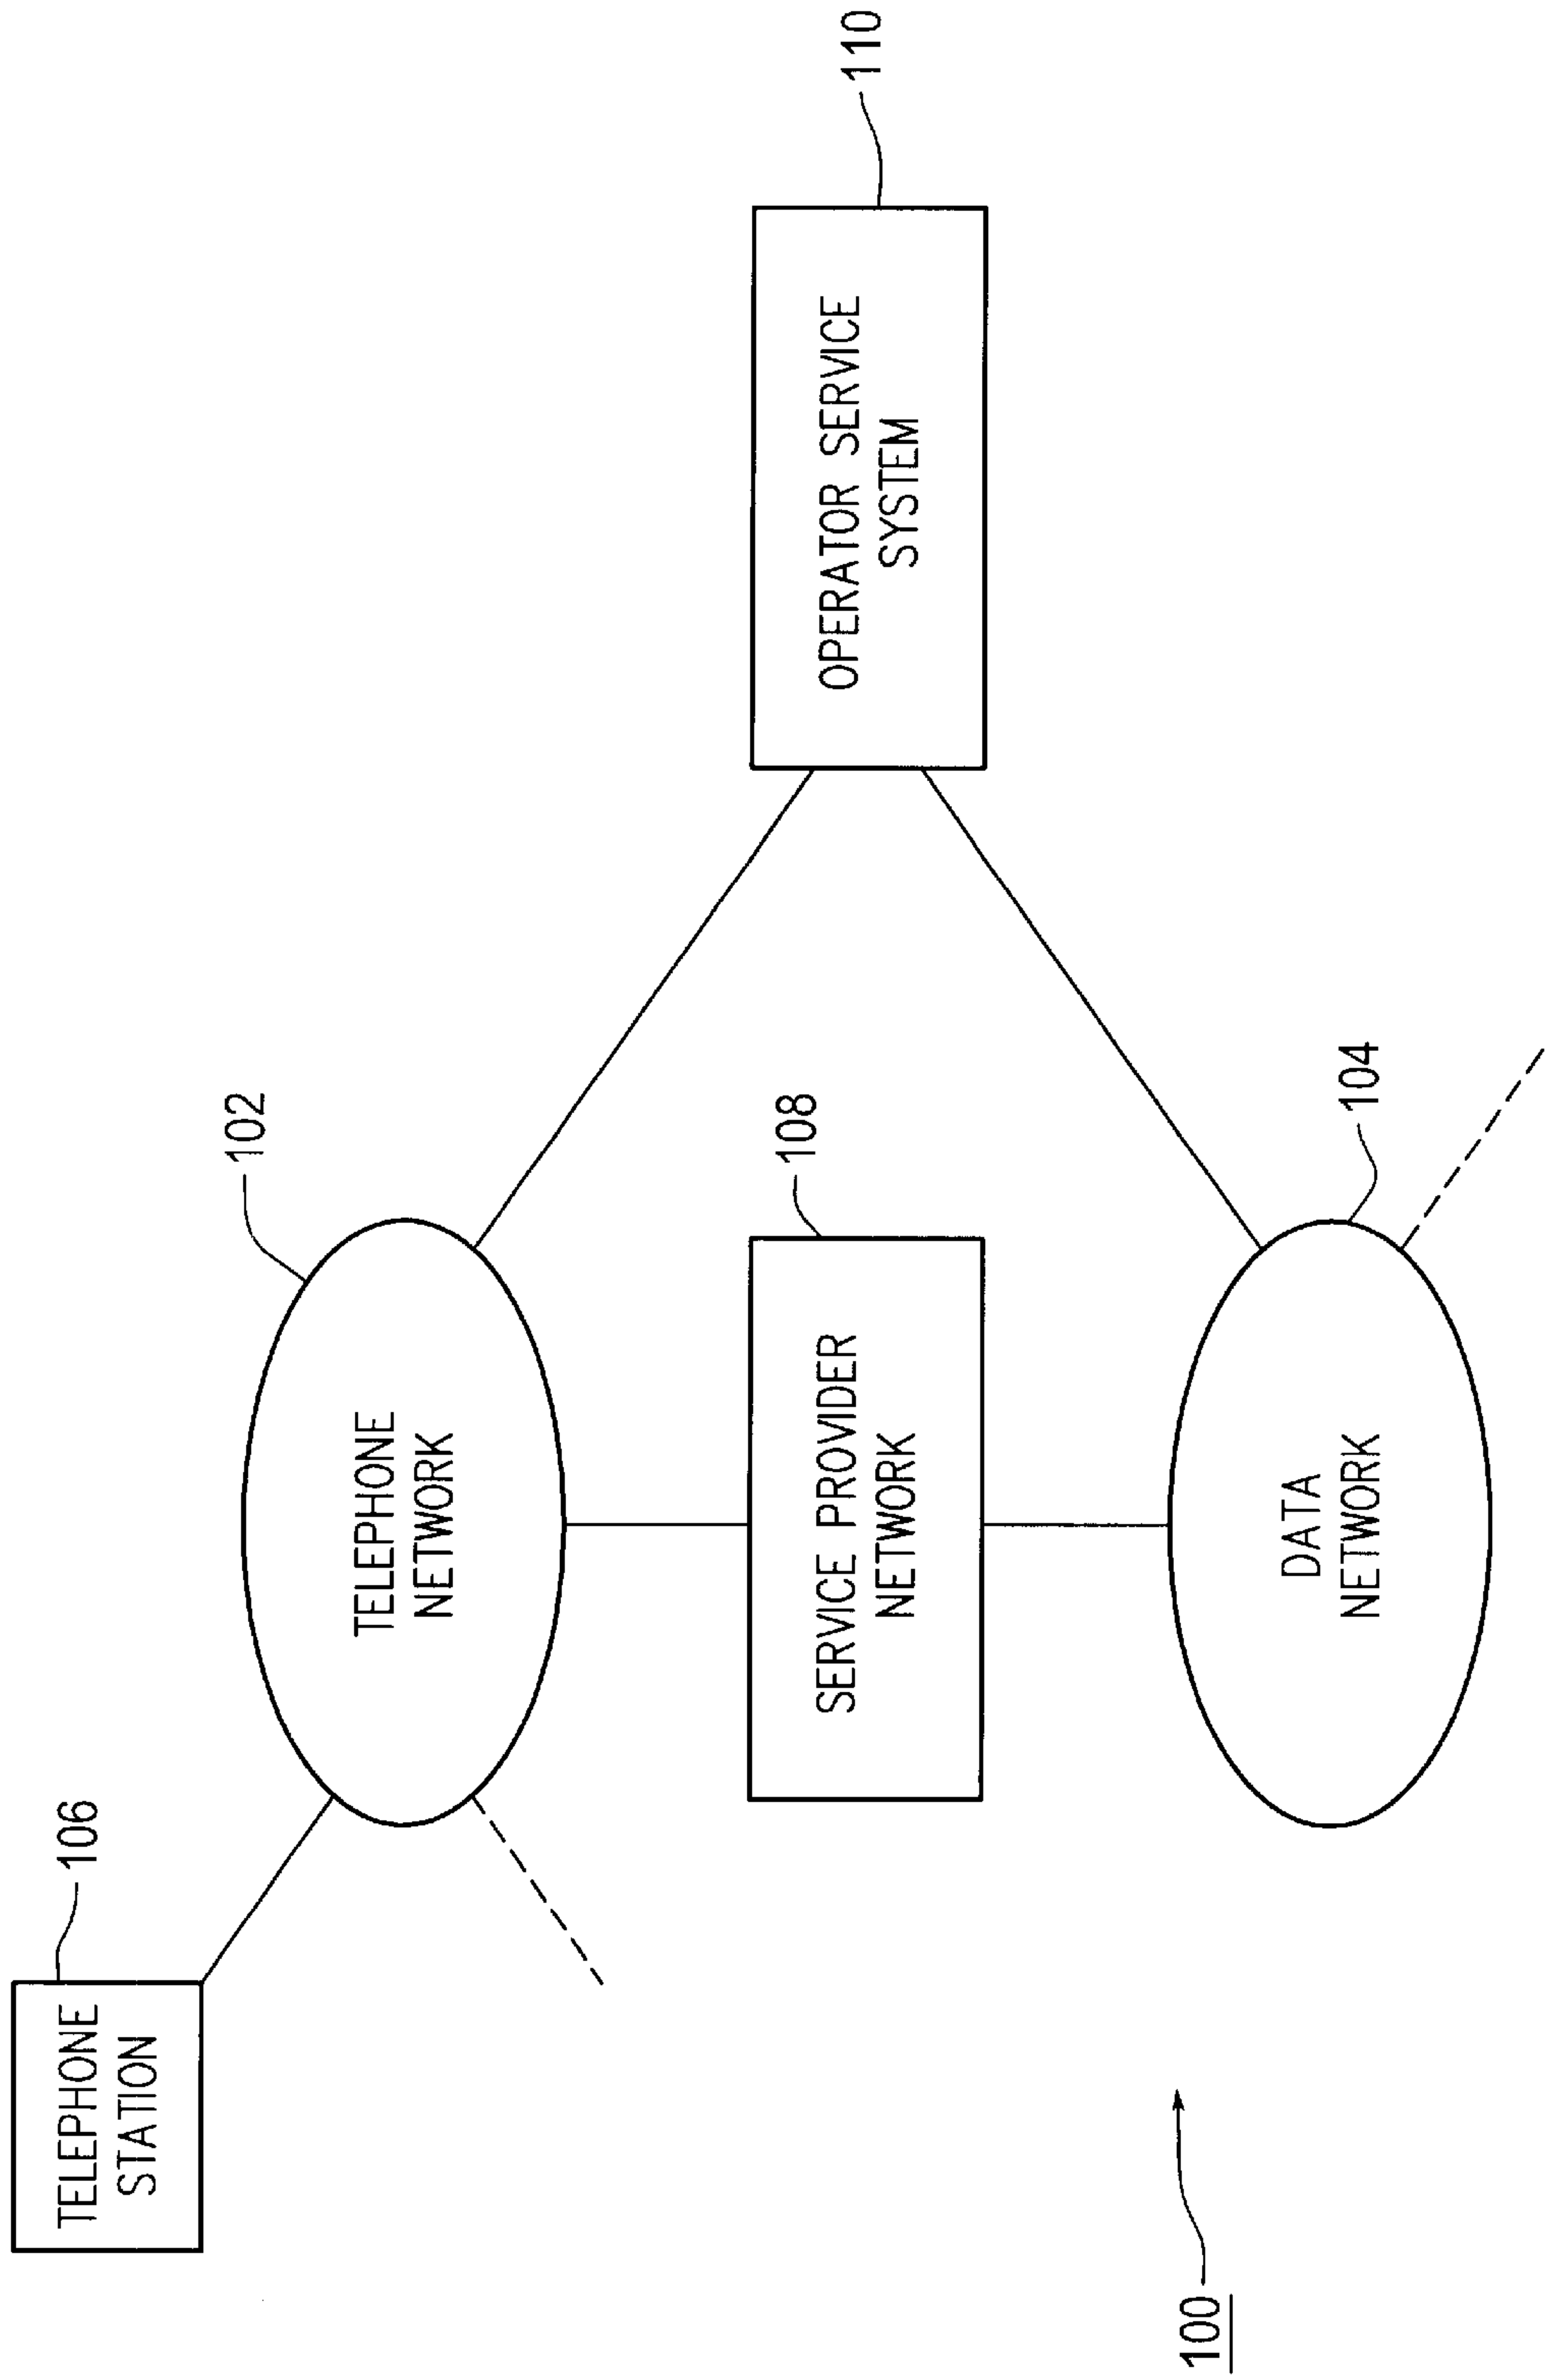 TELEPHONE
STATION
106
102
TELEPHONE
NETWORK
108
SERVICE PROVIDER
NETWORK
110
OPERATOR SERVICE
SYSTEM
104
DATA
NETWORK
100